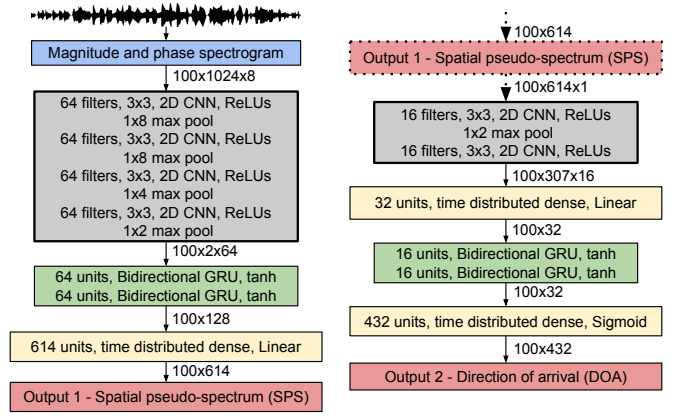 Magnitude and phase spectrogram
100x1024x8
64 filters, 3x3, 2D CNN, ReLUs
1x8 max pool
64 filters, 3x3, 2D CNN, ReLUs
1x8 max pool
64 filters, 3x3, 2D CNN, ReLUs
1x4 max pool
64 filters, 3x3, 2D CNN, ReLUs
1x2 max pool
100x2x64
64 units, Bidirectional GRU, tanh
64 units, Bidirectional GRU, tanh
100x128
614 units, time distributed dense, Linear
100x614
Output 1 - Spatial pseudo-spectrum (SPS)
100x614
Output 1 - Spatial pseudo-spectrum (SPS)
100x614x1
16 filters, 3x3, 2D CNN, ReLUs
1x2 max pool
16 filters, 3x3, 2D CNN, ReLUs
100x307x16
32 units, time distributed dense, Linear
100x32
16 units, Bidirectional GRU, tanh
16 units, Bidirectional GRU, tanh
100x32
432 units, time distributed dense, Sigmoid
100x432
Output 2 - Direction of arrival (DOA)